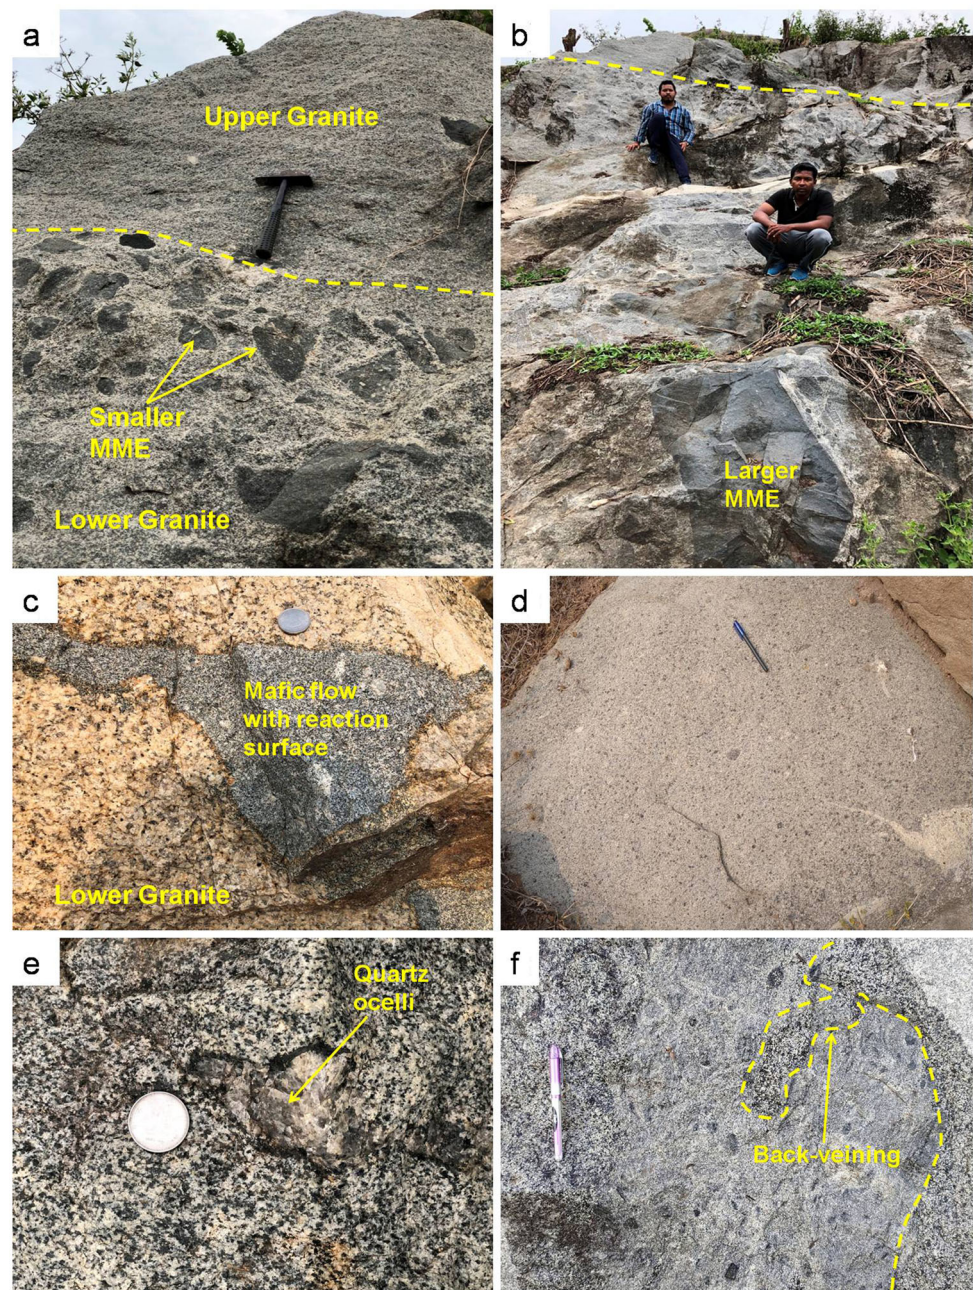 a
Upper Granite
Smaller
MME
Lower Granite
b
Larger
MME
c
Mafic flow
with reaction
surface
Lower Granite
d
e
Quartz
ocelli
f
Back-veining